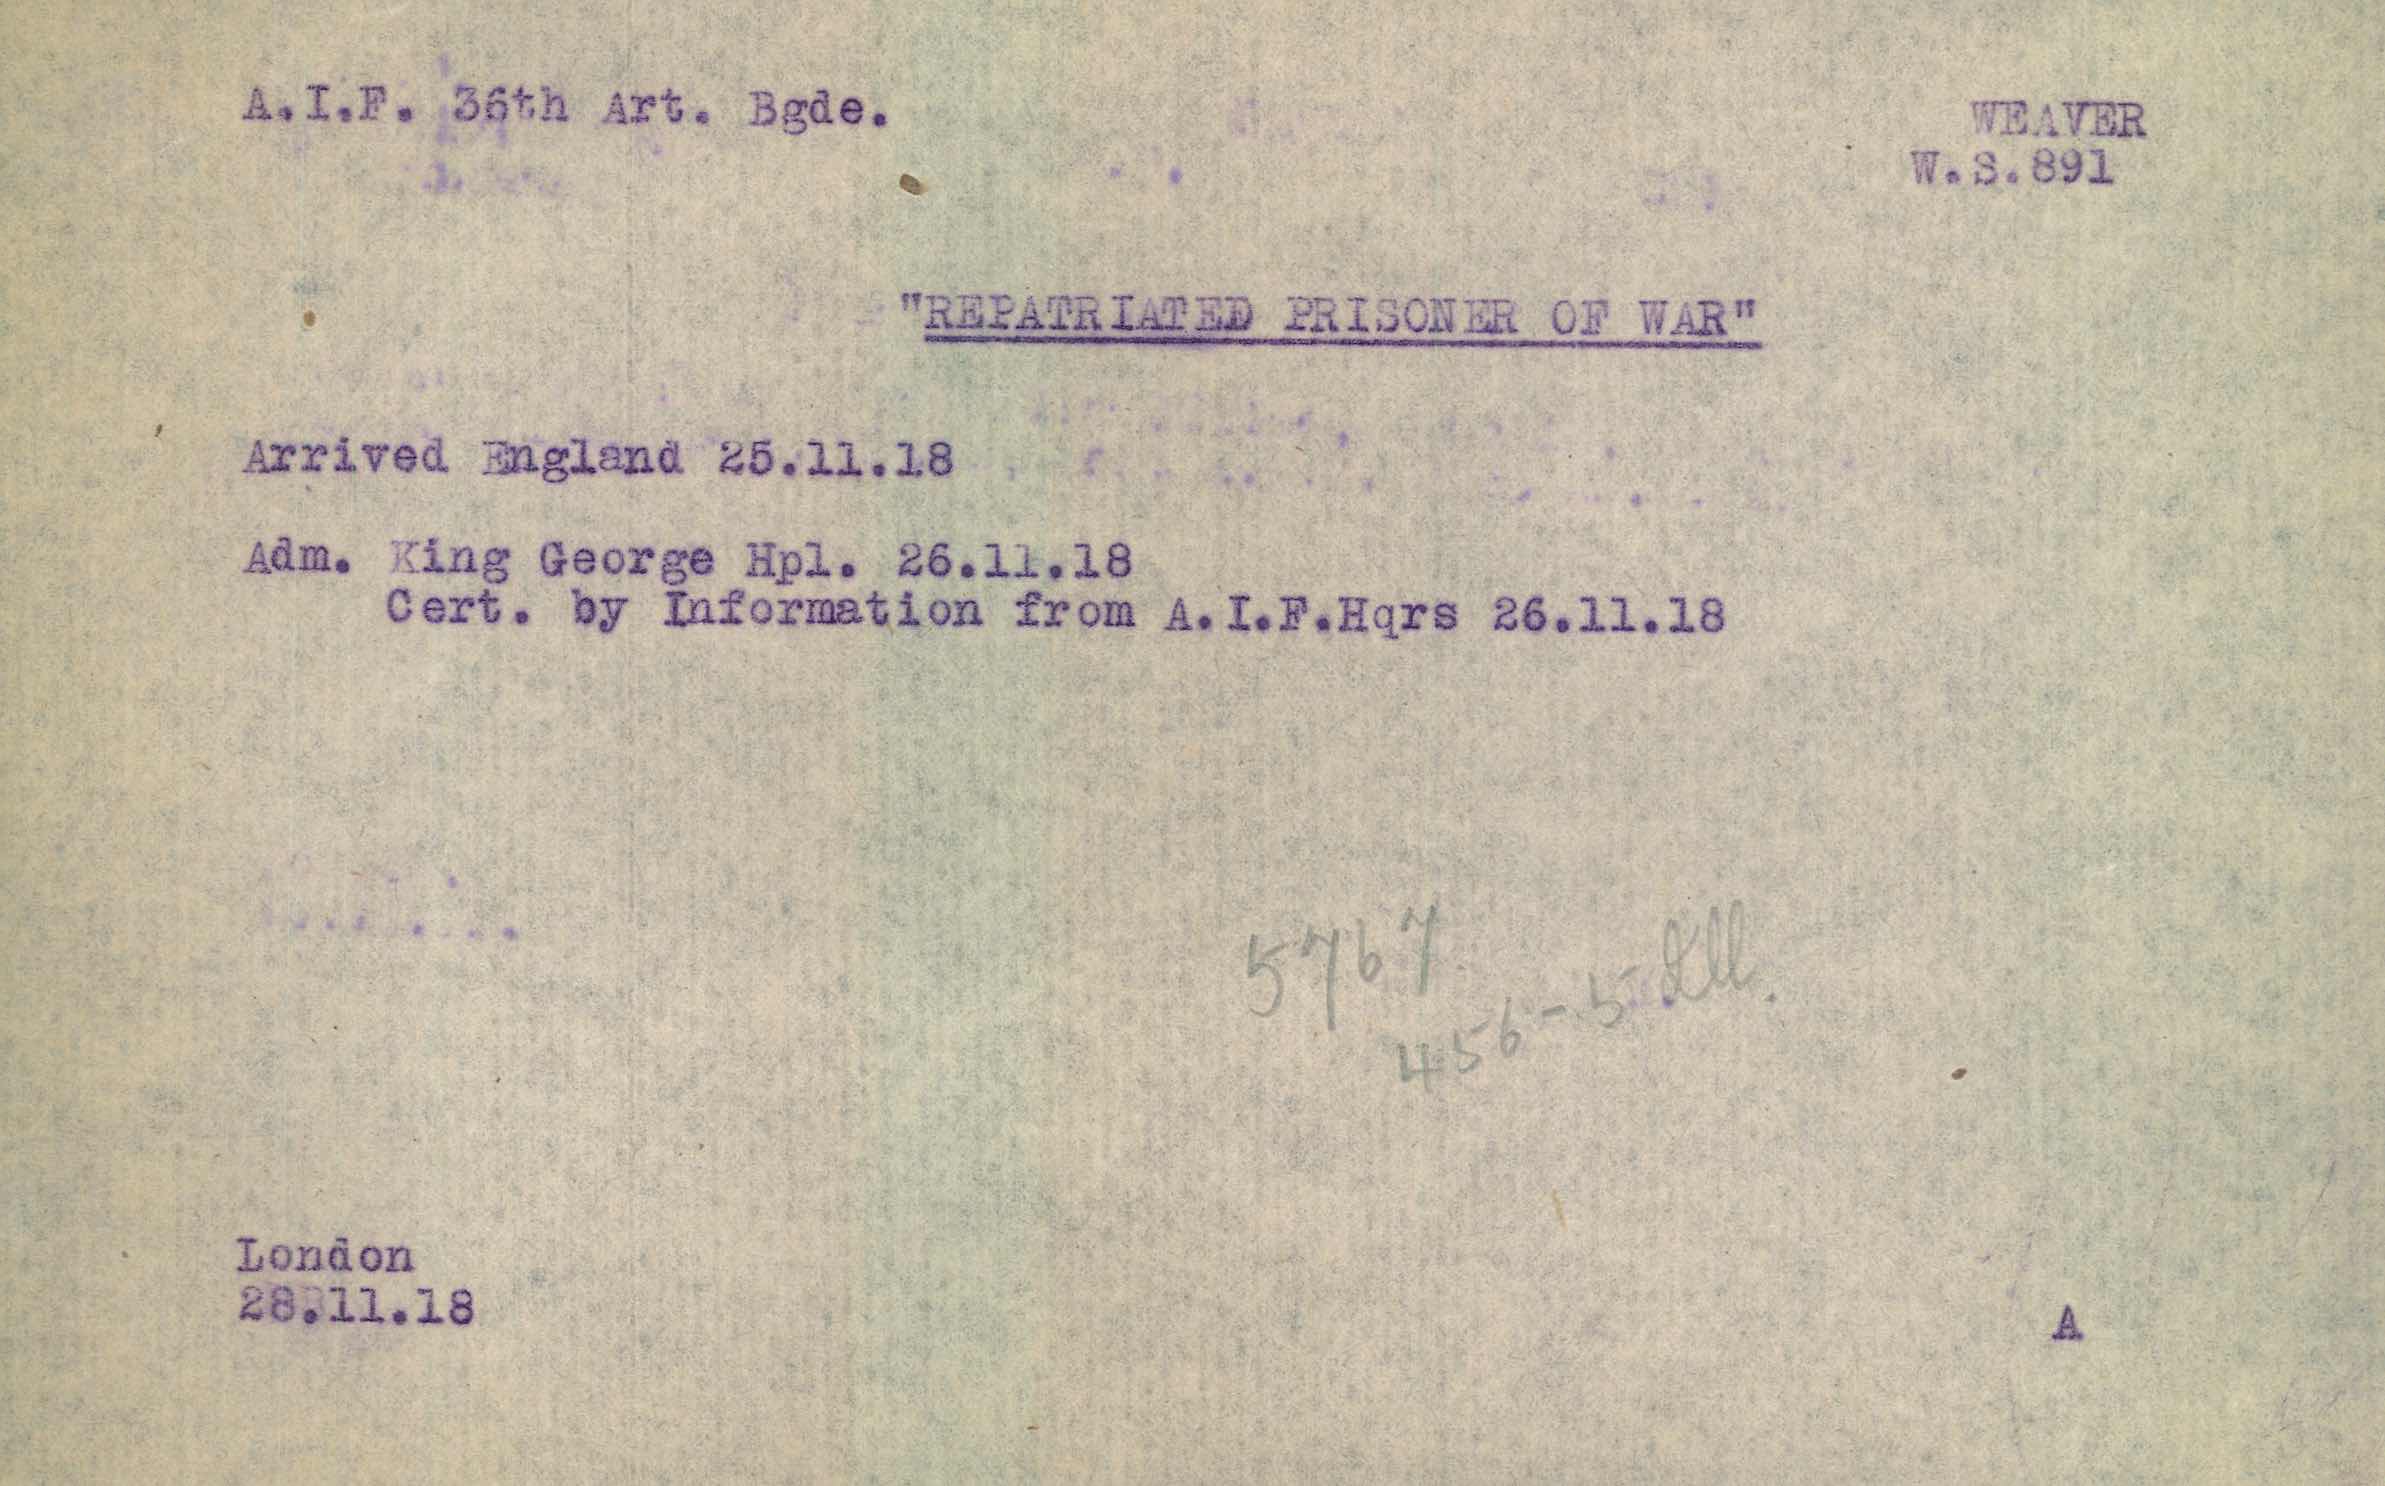 A.I.F. 36th Art. Bgde.
WEAVER
W.S.891
"REPATRIATED PRISONER OF WAR"
Arrived England 25.11.18
Adm. King George Hpl. 26.11.18
Cert. by Information from A.I.F.Hqrs 26.11.18
5767
456-5
London
28.11.18
A